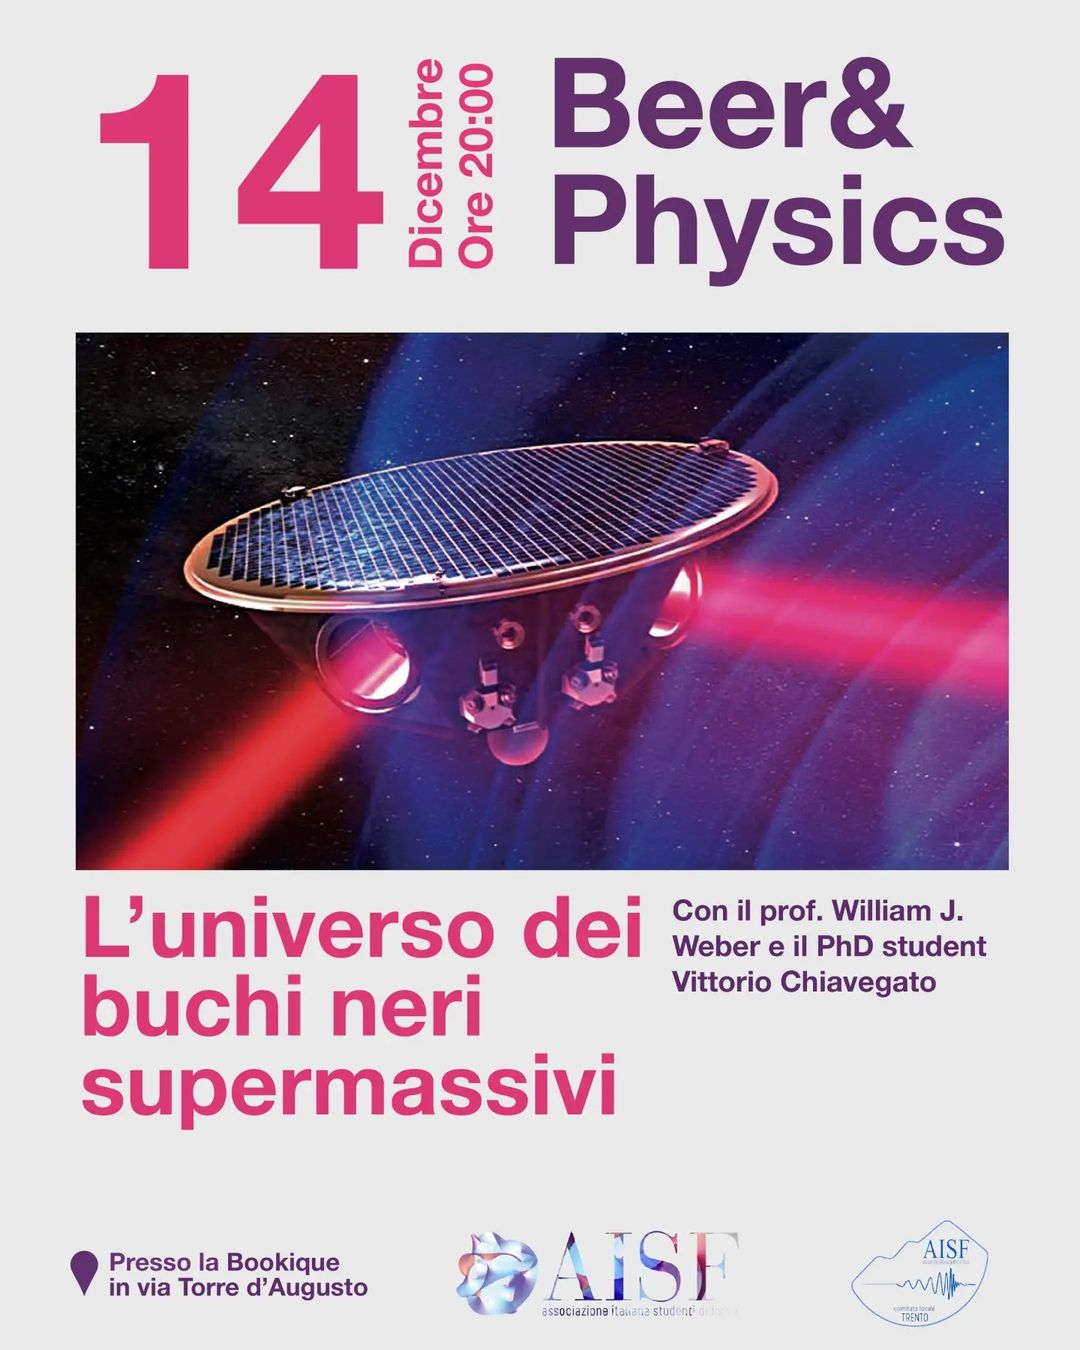 14
Dicembre
Ore 20:00
Beer&
Physics
L’universo dei
buchi neri
supermassivi
Con il prof. William J.
Weber e il PhD student
Vittorio Chiavegato
Presso la Bookique
in via Torre d’Augusto
AISF
associazione italiana studenti di fisica
AISF
comitato locale
TRENTO